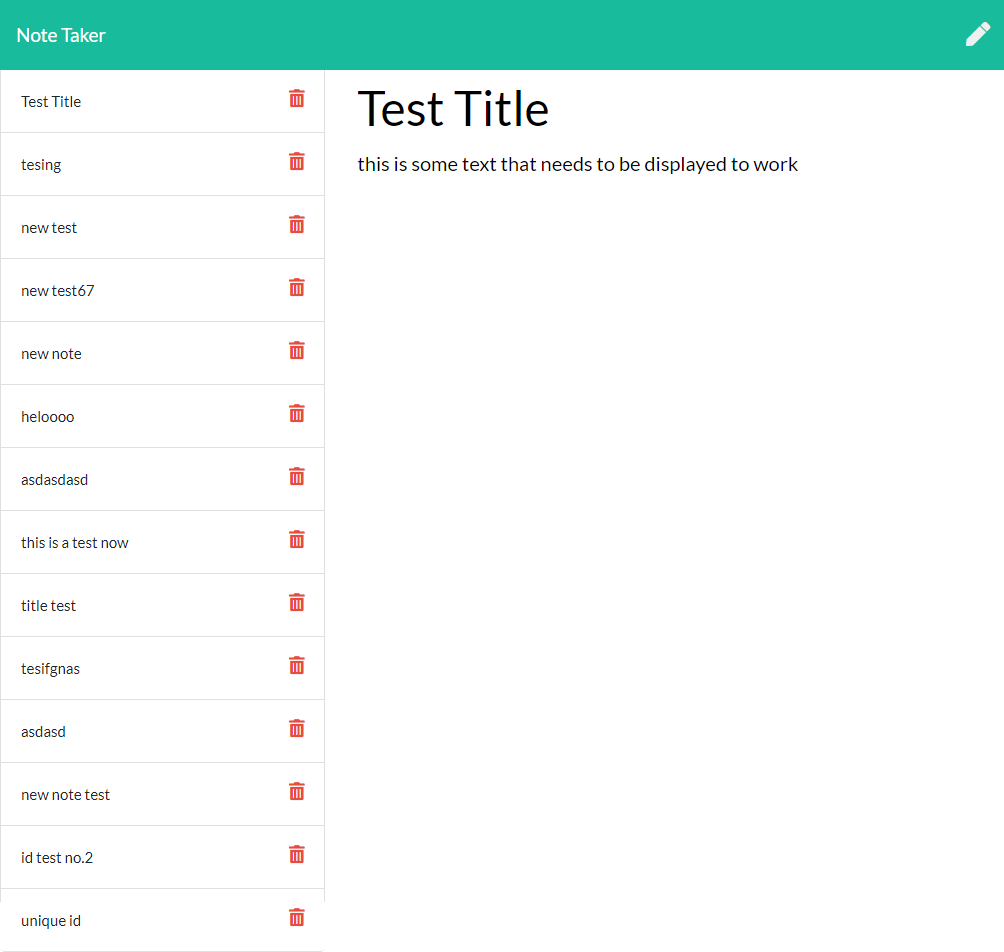 Note Taker
Test Title
tesing
new test
new test67
new note
heloooo
asdasdasd
this is a test now
title test
tesifgnas
asdasd
new note test
id test no.2
unique id
Test Title
this is some text that needs to be displayed to work